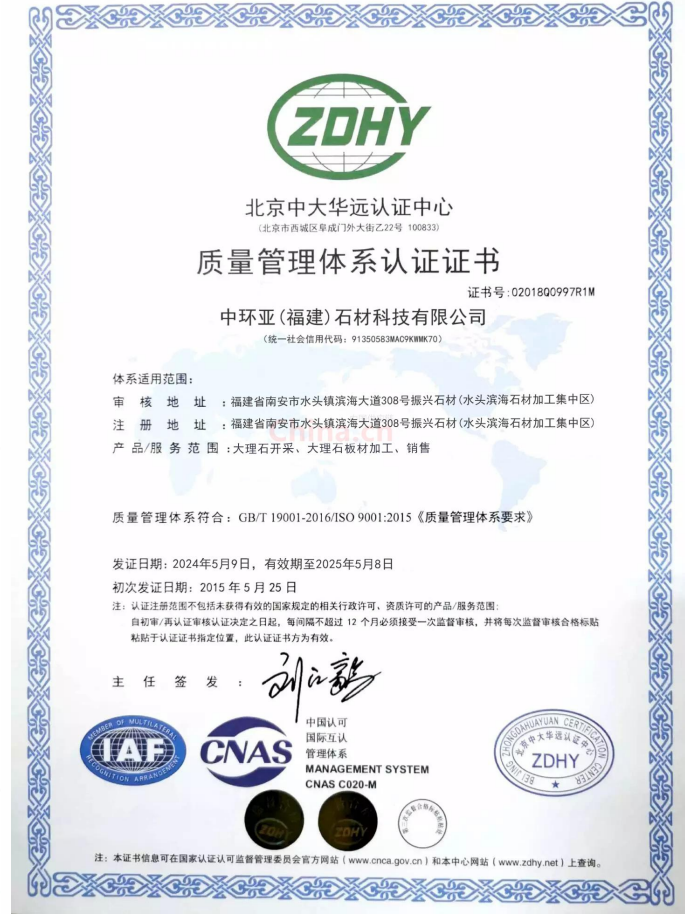 ZDHY
北京中大华远认证中心
(北京市西城区阜成门外大街乙22号 100833)
质量管理体系认证证书
证书号:02018Q0997R1M
中环亚(福建)石材科技有限公司
(统一社会信用代码: 91350583MAC9KWMK70)
体系适用范围:
审核地址:福建省南安市水头镇滨海大道308号振兴石材(水头滨海石材加工集中区)
注册地址:福建省南安市水头镇滨海大道308号振兴石材(水头滨海石材加工集中区)
China.cn
产品/服务范围:大理石开采、大理石板材加工、销售
质量管理体系符合: GB/T 19001-2016/ISO 9001:2015《质量管理体系要求》
发证日期: 2024年5月9日, 有效期至2025年5月8日
初次发证日期: 2015 年 5 月 25 日
注: 认证注册范围不包括未获得有效的国家规定的相关行政许可、资质许可的产品/服务范围;
自初审/再认证审核认证决定之日起, 每间隔不超过 12 个月必须接受一次监督审核, 并将每次监督审核合格标贴
粘贴于认证证书指定位置, 此认证证书方为有效。
主任签发:
MEMBER OF MULTILATERAL
IAF
RECOGNITION ARRANGEMENT
CNAS
中国认可
国际互认
管理体系
MANAGEMENT SYSTEM
CNAS C020-M
BEI JING ZHONGDAHUAYUAN CERTIFICATION CENTER
北京中大华远认证中心
ZDHY
ZDHY
ZDHY
注: 本证书信息可在国家认证认可监督管理委员会官方网站 (www.cnca.gov.cn) 和本中心网站 (www.zdhy.net) 上查询。